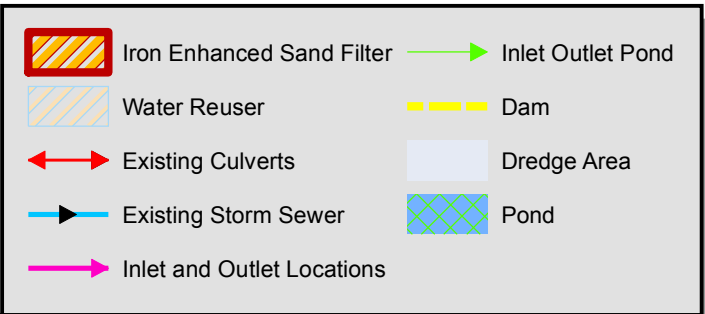 Iron Enhanced Sand Filter
Water Reuser
Existing Culverts
Existing Storm Sewer
Inlet and Outlet Locations
Inlet Outlet Pond
Dam
Dredge Area
Pond